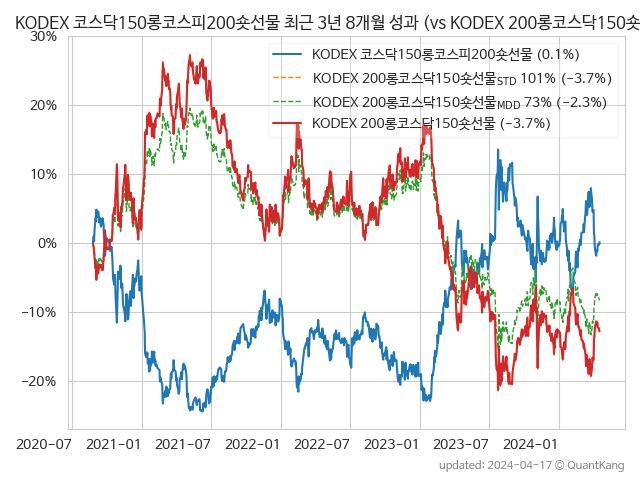 KODEX 코스닥150롱코스피200숏선물 최근 3년 8개월 성과 (vs KODEX 200롱코스닥150숏
30%
20%
10%
0%
−10%
−20%
KODEX 코스닥150롱코스피200숏선물 (0.1%)
KODEX 200롱코스닥150숏선물STD 101% (−3.7%)
KODEX 200롱코스닥150숏선물MDD 73% (−2.3%)
KODEX 200롱코스닥150숏선물 (−3.7%)
2020-07 2021-01 2021-07 2022-01 2022-07 2023-01 2023-07 2024-01
updated: 2024-04-17 © QuantKang